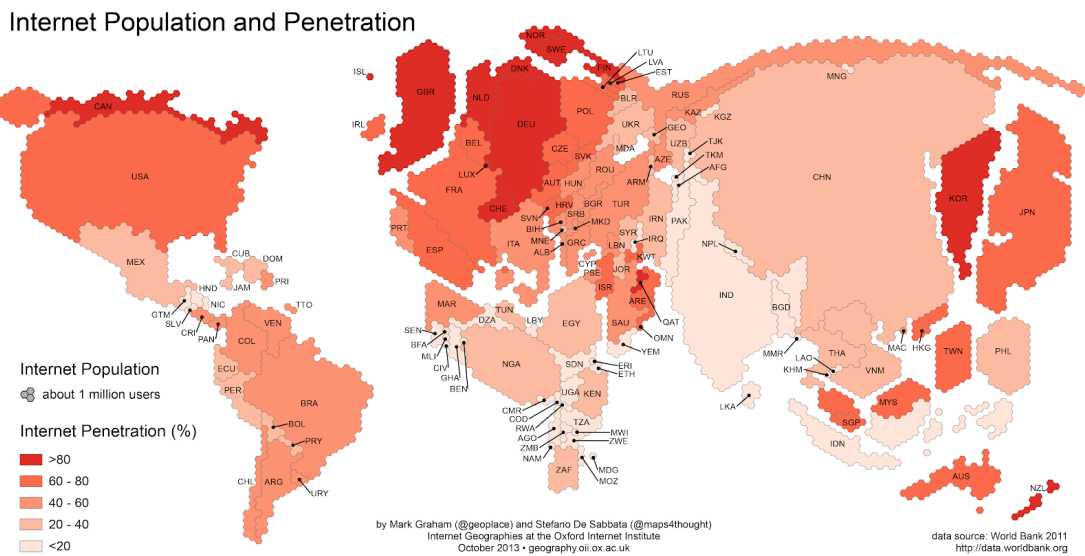 Internet Population and Penetration
NOR
SWE
FIN
LTU
LVA
EST
ISL
DNK
GBR
NLD
DEU
POL
BLR
RUS
MNG
CAN
IRL
BEL
LUX
CZE
UKR
KAZ
KGZ
GEO
UZB
TJK
TKM
AFG
USA
FRA
SVK
MDA
AZE
ARM
CHN
AUT
HUN
ROU
CHE
KOR
JPN
SVN
HRV
BGR
TUR
SRB
BIH
MKD
MNE
ALB
GRC
PRT
ESP
ITA
IRN
PAK
SYR
IRQ
LBN
KWT
NPL
CYP
PSE
JOR
ISR
MEX
CUB
DOM
JAM
PRI
HND
GTM
NIC
SLV
CRI
PAN
TTO
VEN
COL
MAR
TUN
DZA
LBY
EGY
ARE
SAU
QAT
OMN
YEM
IND
BGD
MMR
MAC
HKG
TWN
PHL
LAO
THA
KHM
VNM
SEN
BFA
MLI
CIV
GHA
BEN
NGA
SDN
ERI
ETH
ECU
PER
BRA
UGA
KEN
CMR
COD
RWA
AGO
ZMB
NAM
TZA
MWI
ZWE
ZAF
MDG
MOZ
LKA
MYS
SGP
IDN
BOL
PRY
CHL
ARG
URY
AUS
NZL
Internet Population
about 1 million users
Internet Penetration (%)
>80
60 - 80
40 - 60
20 - 40
<20
by Mark Graham (@geoplace) and Stefano De Sabbata (@maps4thought)
Internet Geographies at the Oxford Internet Institute
October 2013 • geography.oii.ox.ac.uk
data source: World Bank 2011
http://data.worldbank.org